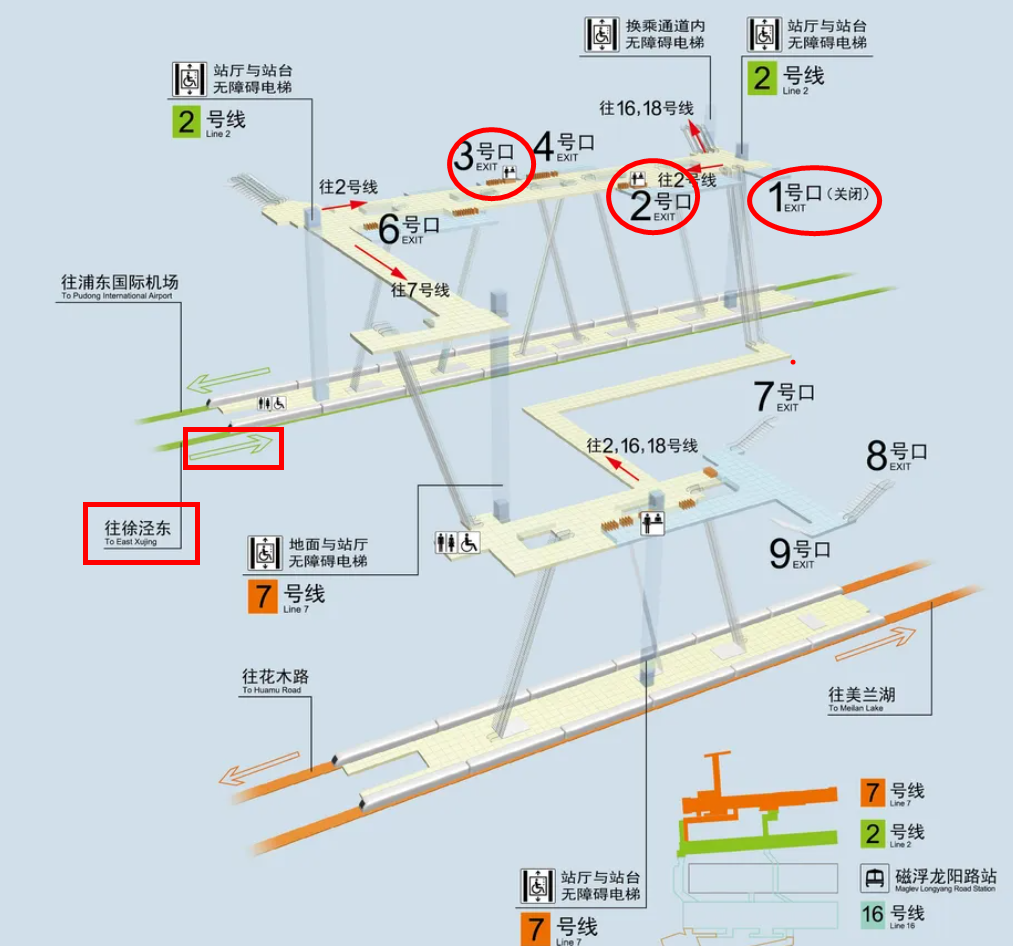 换乘通道内
无障碍电梯
站厅与站台
无障碍电梯
2 号线
Line 2
站厅与站台
无障碍电梯
2 号线
Line 2
往16,18号线
3号口
EXIT
4号口
EXIT
往2号线
往2号线
2号口
EXIT
1号口(关闭)
EXIT
6号口
EXIT
往7号线
往浦东国际机场
To Pudong International Airport
7号口
EXIT
往2,16,18号线
8号口
EXIT
往徐泾东
To East Xujing
地面与站厅
无障碍电梯
7 号线
Line 7
9号口
EXIT
往花木路
To Huamu Road
往美兰湖
To Meilan Lake
7 号线
Line 7
2 号线
Line 2
磁浮龙阳路站
Maglev Longyang Road Station
16 号线
Line 16
站厅与站台
无障碍电梯
7 号线
Line 7